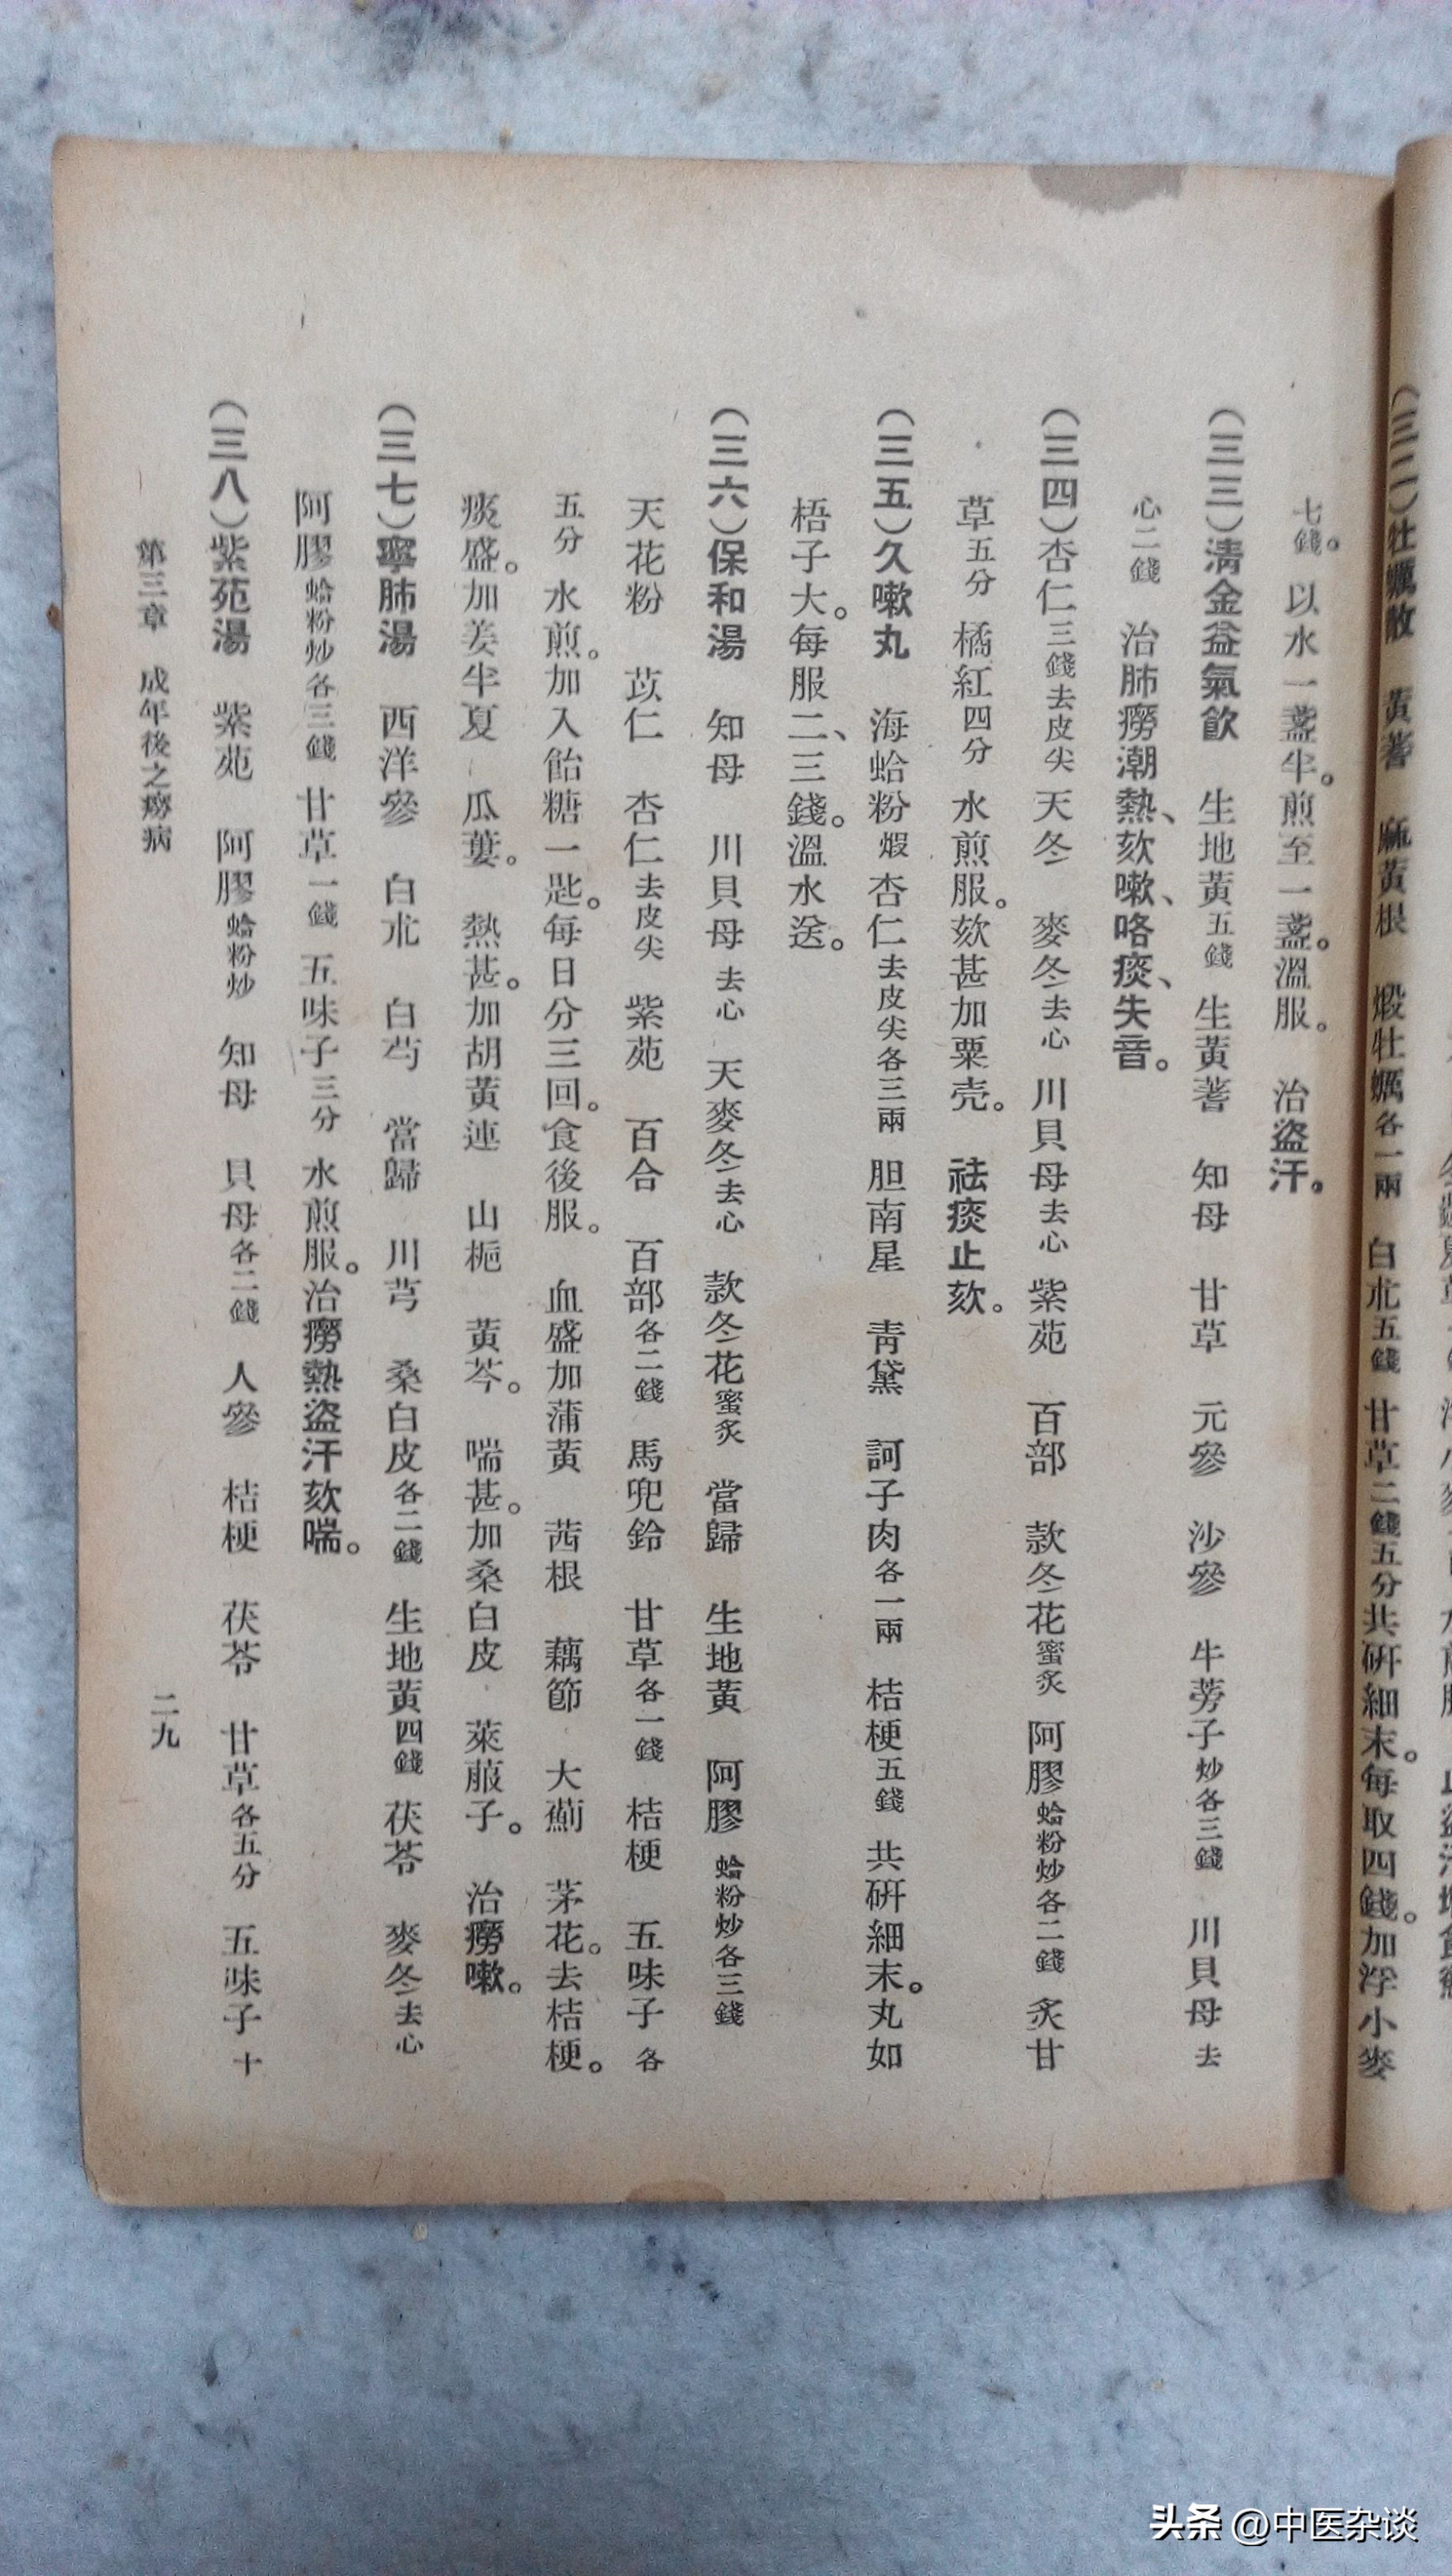 （三二）牡蠣散　黃蓍　麻黃根　煅牡蠣各一兩　白朮五錢　甘草二錢五分共研細末。每取四錢。加浮小麥
七錢。以水一盞半。煎至一盞。溫服。　治盜汗。
（三三）清金益氣飲　生地黃五錢　生黃蓍　知母　甘草　元參　沙參　牛蒡子炒各三錢　川貝母去
心二錢　治肺癆潮熱、欬嗽、咯痰、失音。
（三四）杏仁三錢去皮尖　天冬　麥冬去心　川貝母去心　紫苑　百部　款冬花蜜炙　阿膠蛤粉炒各二錢　炙甘
草五分　橘紅四分　水煎服。欬甚加粟壳。　祛痰止欬。
（三五）久嗽丸　海蛤粉煆　杏仁去皮尖各三兩　胆南星　靑黛　訶子肉各一兩　桔梗五錢　共研細末。丸如
梧子大。每服二、三錢。溫水送。
（三六）保和湯　知母　川貝母去心　天麥冬去心　款冬花蜜炙　當歸　生地黃　阿膠蛤粉炒各三錢
天花粉　苡仁　杏仁去皮尖　紫苑　百合　百部各二錢　馬兜鈴　甘草各一錢　桔梗　五味子各
五分　水煎。加入飴糖一匙。每日分三回。食後服。　血盛加蒲黃　茜根　藕節　大薊　茅花。去桔梗。
痰盛。加姜半夏　瓜蔞。　熱甚。加胡黃連　山梔　黃芩。　喘甚。加桑白皮　萊菔子。　治癆嗽。
（三七）寧肺湯　西洋參　白朮　白芍　當歸　川芎　桑白皮各二錢　生地黃四錢　茯苓　麥冬去心
阿膠蛤粉炒各三錢　甘草一錢　五味子三分　水煎服。治癆熱盜汗欬喘。
（三八）紫苑湯　紫苑　阿膠蛤粉炒　知母　貝母各二錢　人參　桔梗　茯苓　甘草各五分　五味子十
第三章　成年後之癆病　二九
头条 @中医杂谈